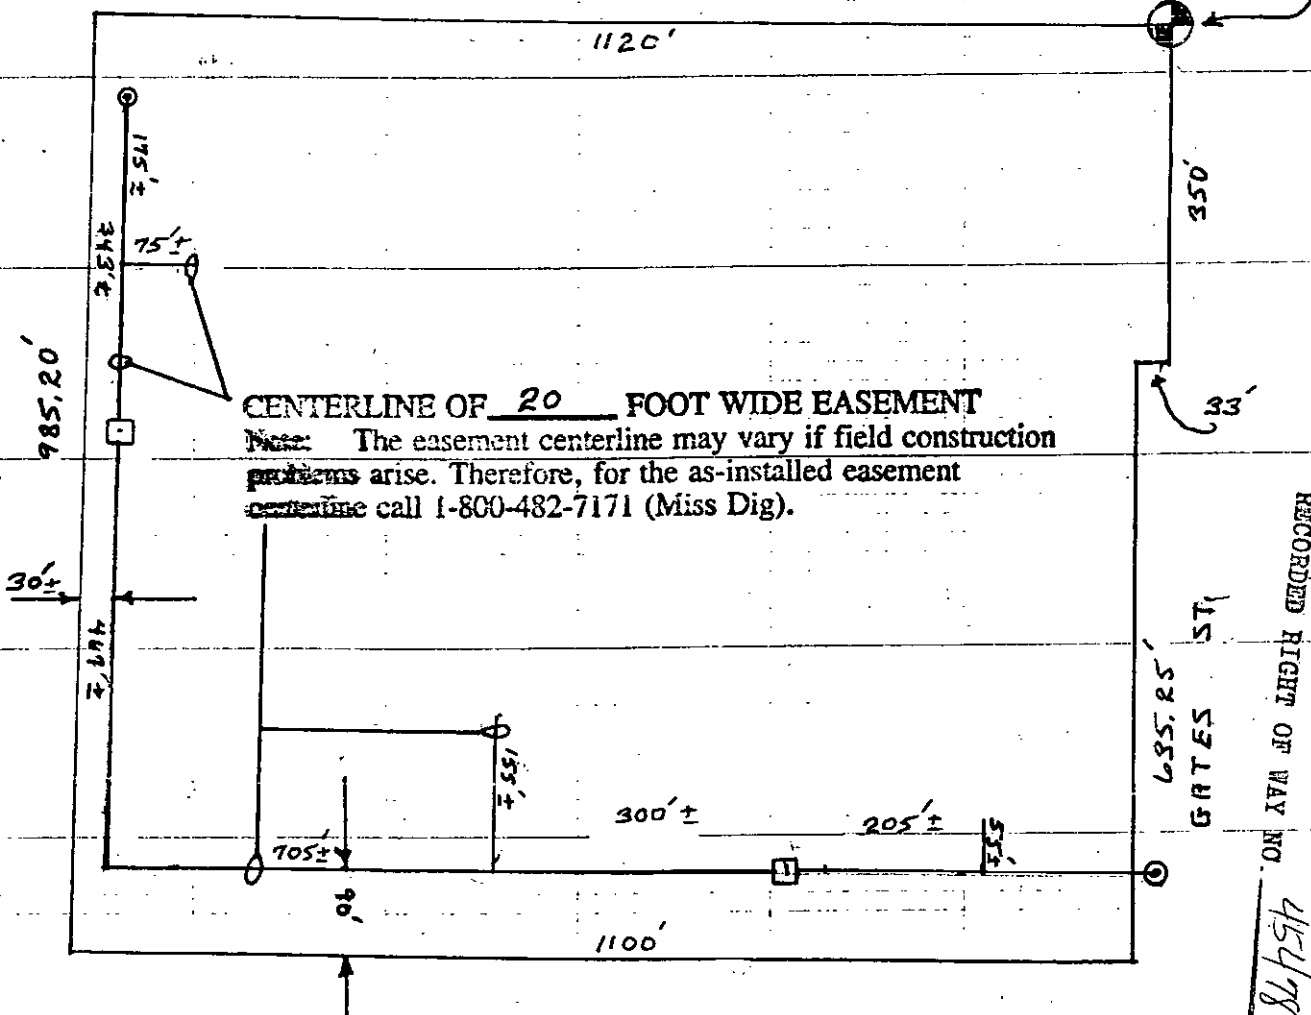 1120'
175'±
343'±
75'±
350'
985.20'
33'
CENTERLINE OF 20 FOOT WIDE EASEMENT
Note: The easement centerline may vary if field construction
problems arise. Therefore, for the as-installed easement
centerline call 1-800-482-7171 (Miss Dig).
30'±
155'±
635.25'
GATES ST.
RECORDED RIGHT OF WAY NO. 45478
300'±
205'±
55'±
705'±
90'
1100'